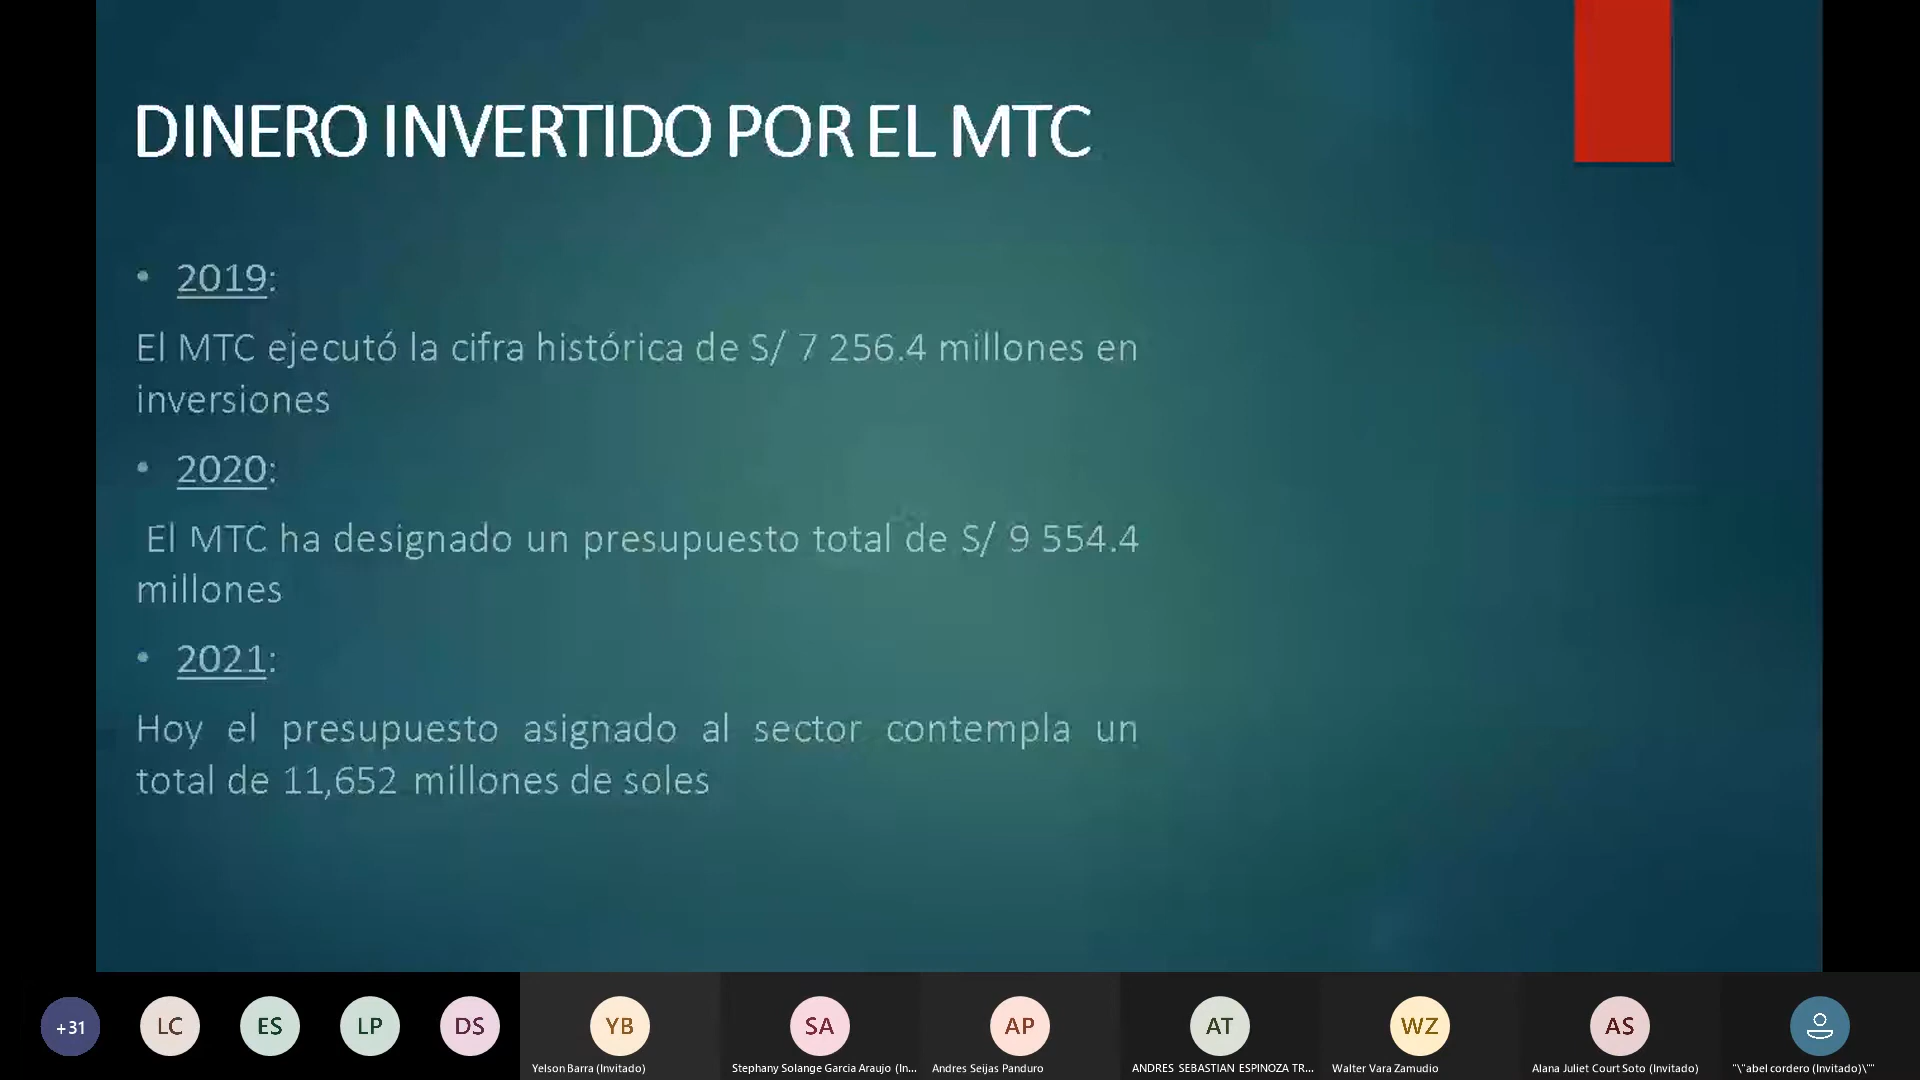 DINERO INVERTIDO POR EL MTC
• 2019:
El MTC ejecutó la cifra histórica de S/ 7 256.4 millones en
inversiones
• 2020:
El MTC ha designado un presupuesto total de S/ 9 554.4
millones
• 2021:
Hoy el presupuesto asignado al sector contempla un
total de 11,652 millones de soles
+31 LC ES LP DS YB SA AP AT WZ AS
Yelson Barra (Invitado) Stephany Solange Garcia Araujo (In... Andres Seijas Panduro ANDRES SEBASTIAN ESPINOZA TR... Walter Vara Zamudio Alana Juliet Court Soto (Invitado) "\"abel cordero (Invitado)\""